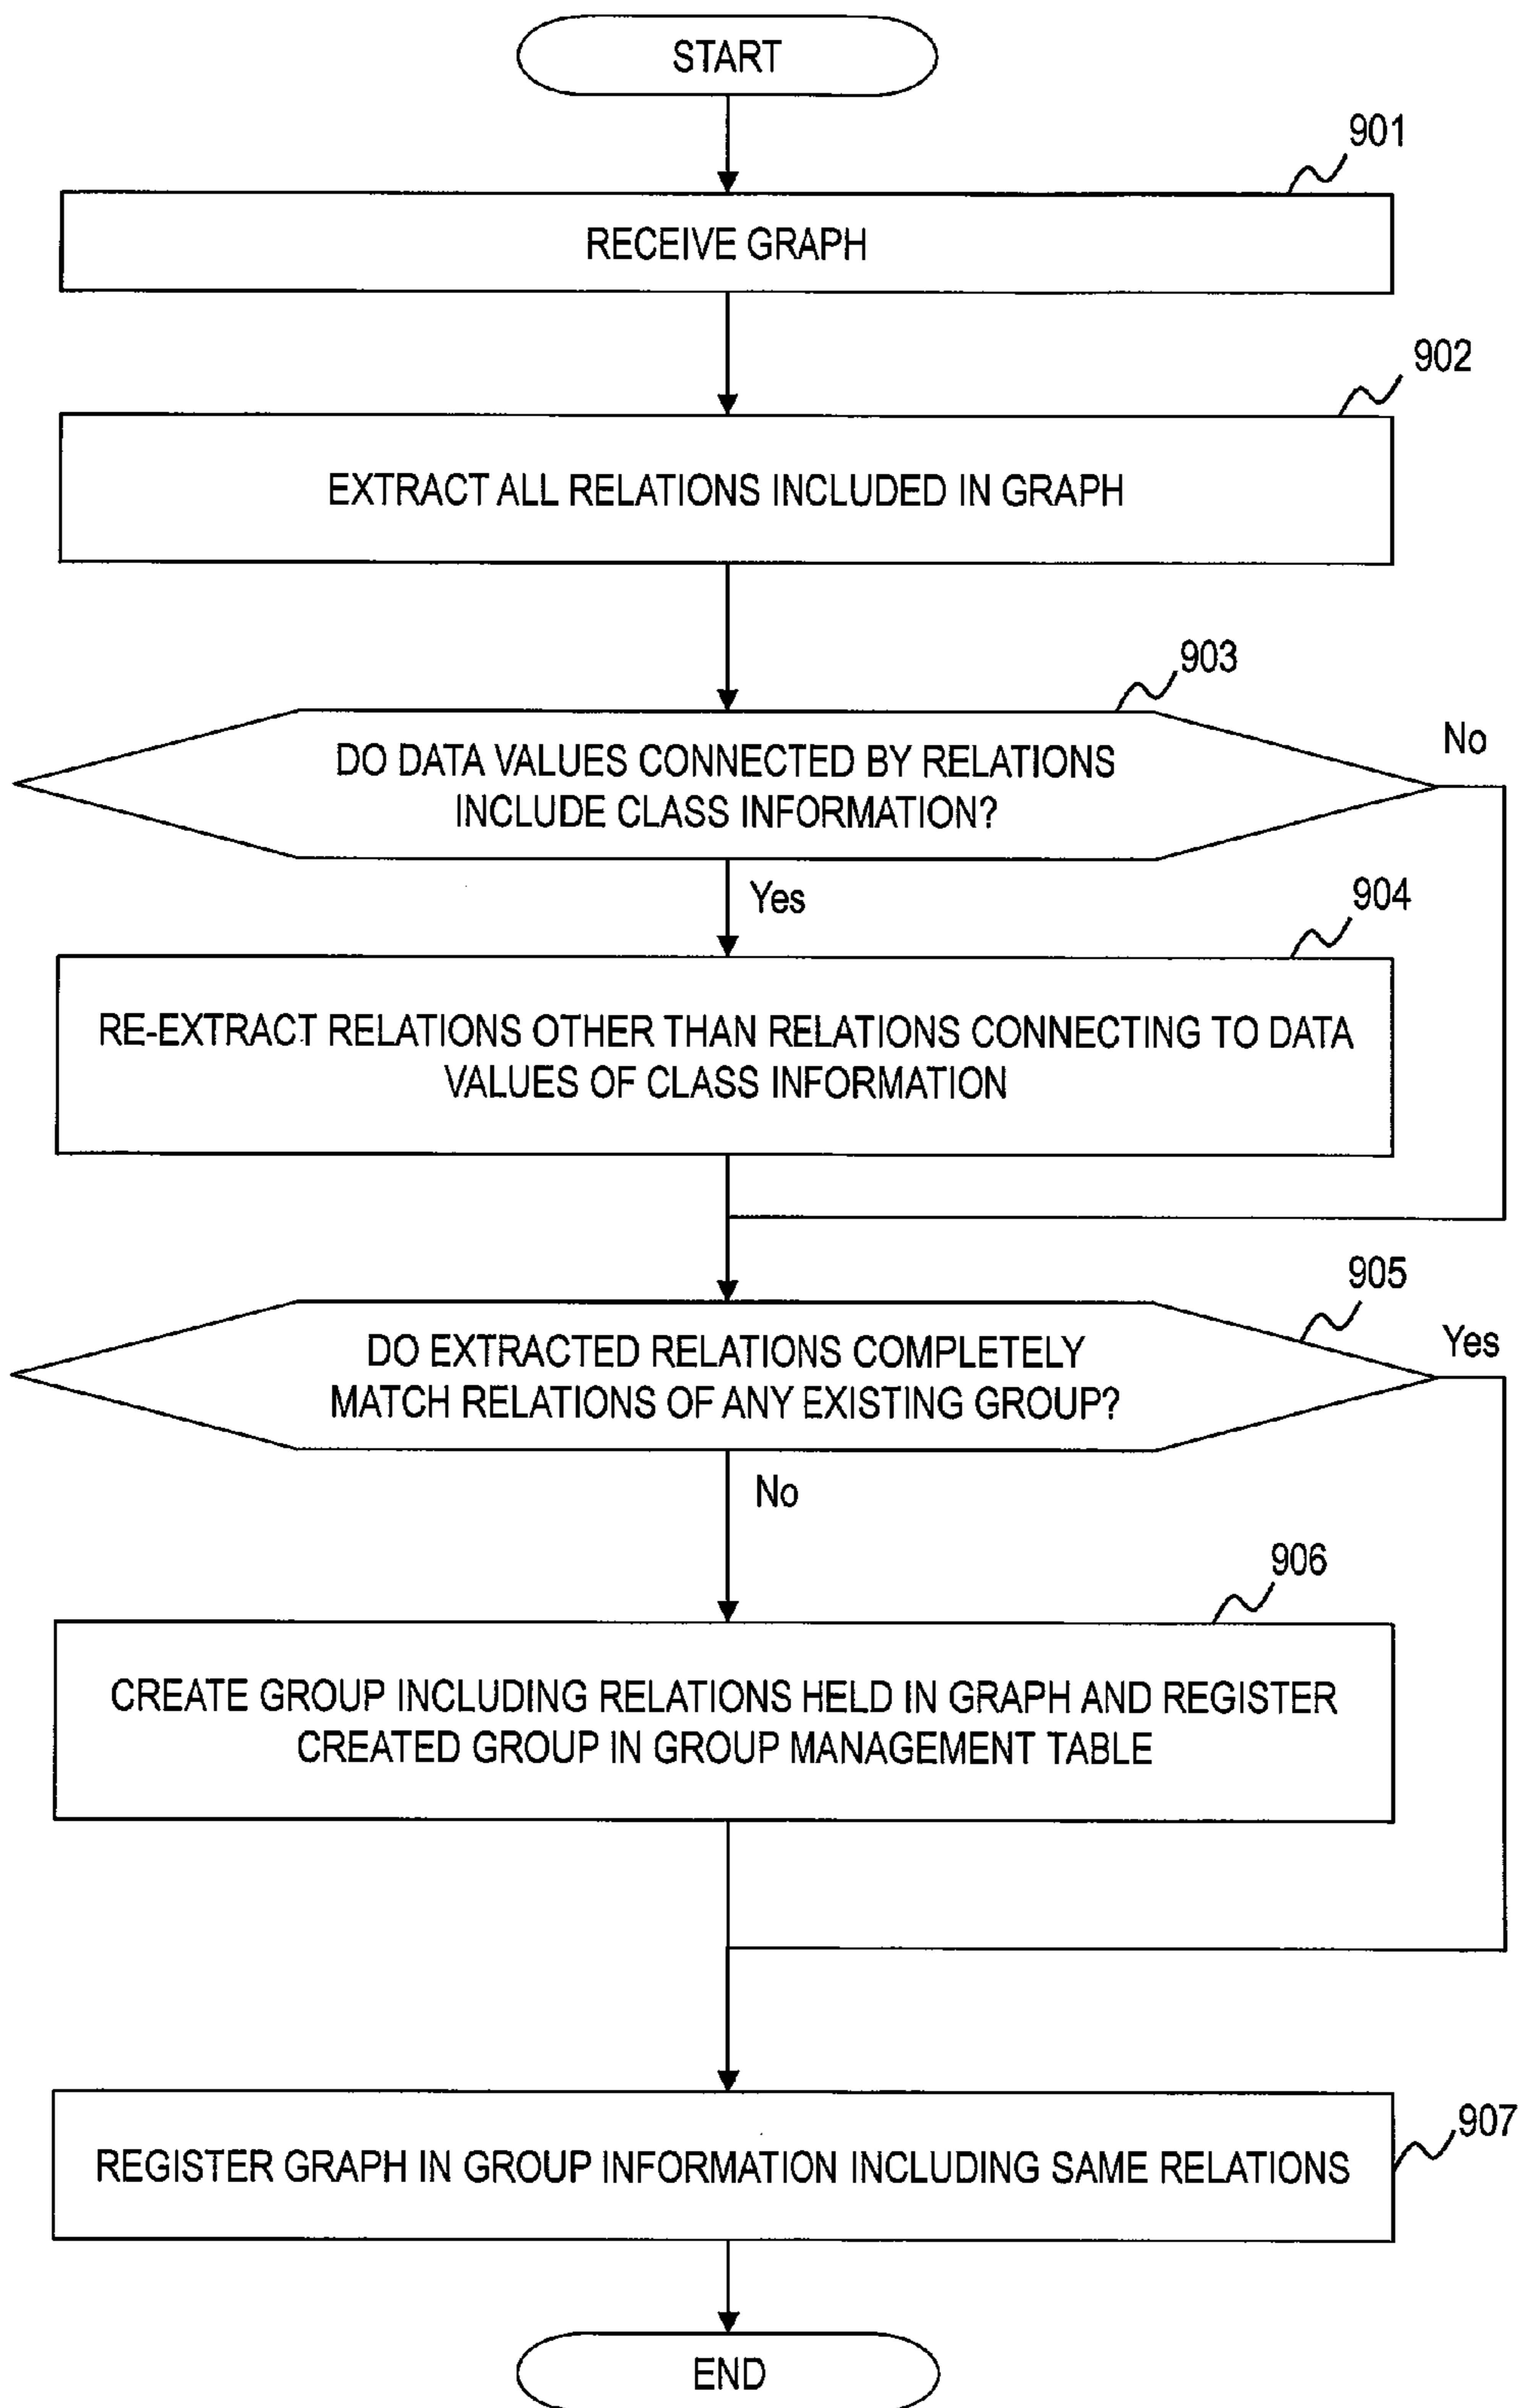 START
901
RECEIVE GRAPH
902
EXTRACT ALL RELATIONS INCLUDED IN GRAPH
903
DO DATA VALUES CONNECTED BY RELATIONS
INCLUDE CLASS INFORMATION?
No
Yes
904
RE-EXTRACT RELATIONS OTHER THAN RELATIONS CONNECTING TO DATA
VALUES OF CLASS INFORMATION
905
DO EXTRACTED RELATIONS COMPLETELY
MATCH RELATIONS OF ANY EXISTING GROUP?
Yes
No
906
CREATE GROUP INCLUDING RELATIONS HELD IN GRAPH AND REGISTER
CREATED GROUP IN GROUP MANAGEMENT TABLE
907
REGISTER GRAPH IN GROUP INFORMATION INCLUDING SAME RELATIONS
END